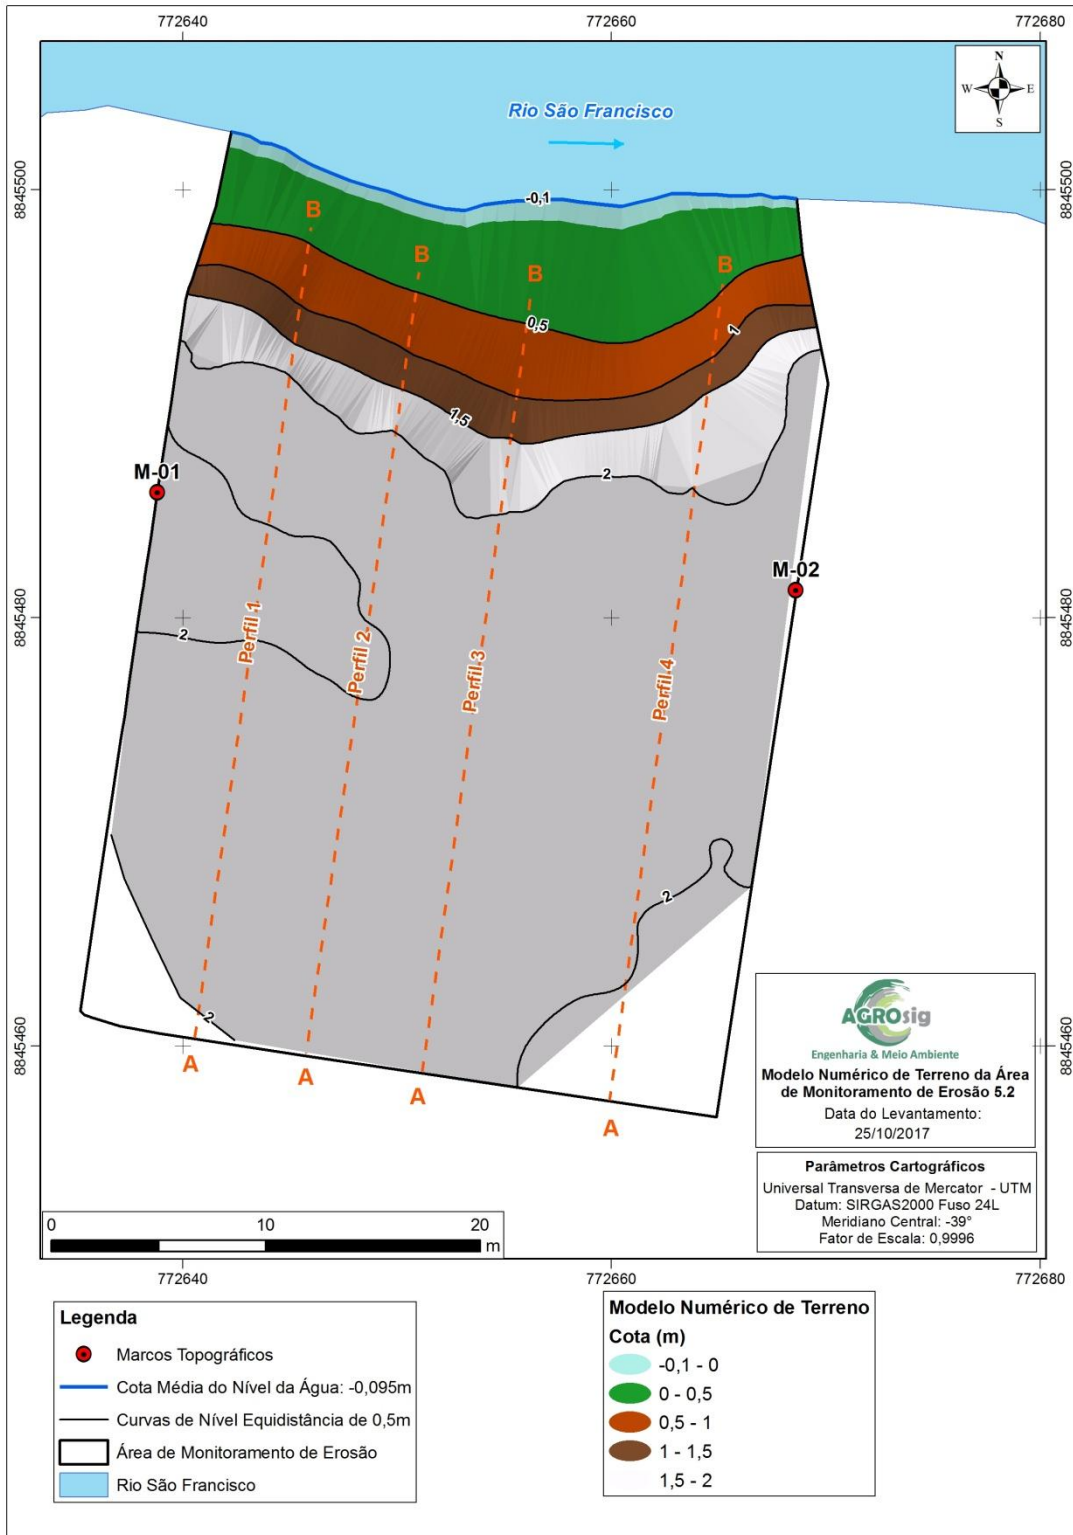 772640
772660
772680
N
W
E
S
Rio São Francisco
8845500
8845500
-0,1
B
B
B
B
0,5
1
1,5
2
M-01
M-02
8845480
8845480
Perfil 1
Perfil 2
Perfil 3
Perfil 4
2
2
2
8845460
8845460
A
A
A
A
AGROsig
Engenharia & Meio Ambiente
Modelo Numérico de Terreno da Área
de Monitoramento de Erosão 5.2
Data do Levantamento:
25/10/2017
Parâmetros Cartográficos
Universal Transversa de Mercator - UTM
Datum: SIRGAS2000 Fuso 24L
Meridiano Central: -39°
Fator de Escala: 0,9996
0
10
20
m
772640
772660
772680
Legenda
Marcos Topográficos
Cota Média do Nível da Água: -0,095m
Curvas de Nível Equidistância de 0,5m
Área de Monitoramento de Erosão
Rio São Francisco
Modelo Numérico de Terreno
Cota (m)
-0,1 - 0
0 - 0,5
0,5 - 1
1 - 1,5
1,5 - 2